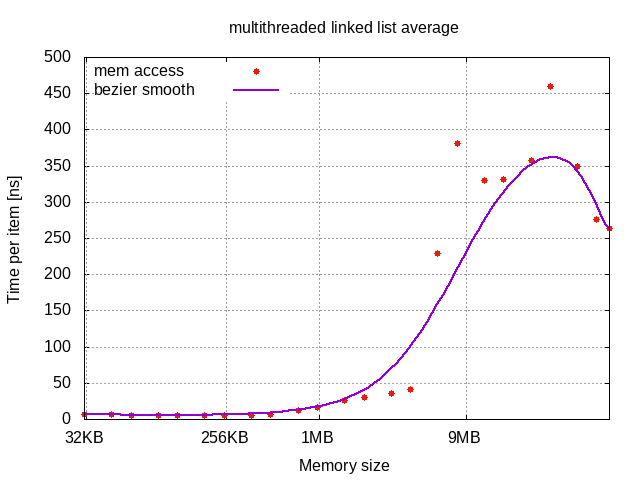 multithreaded linked list average
500
mem access
450
bezier smooth
400
350
300
250
200
150
100
50
0
Time per item [ns]
32KB 256KB 1MB 9MB
Memory size